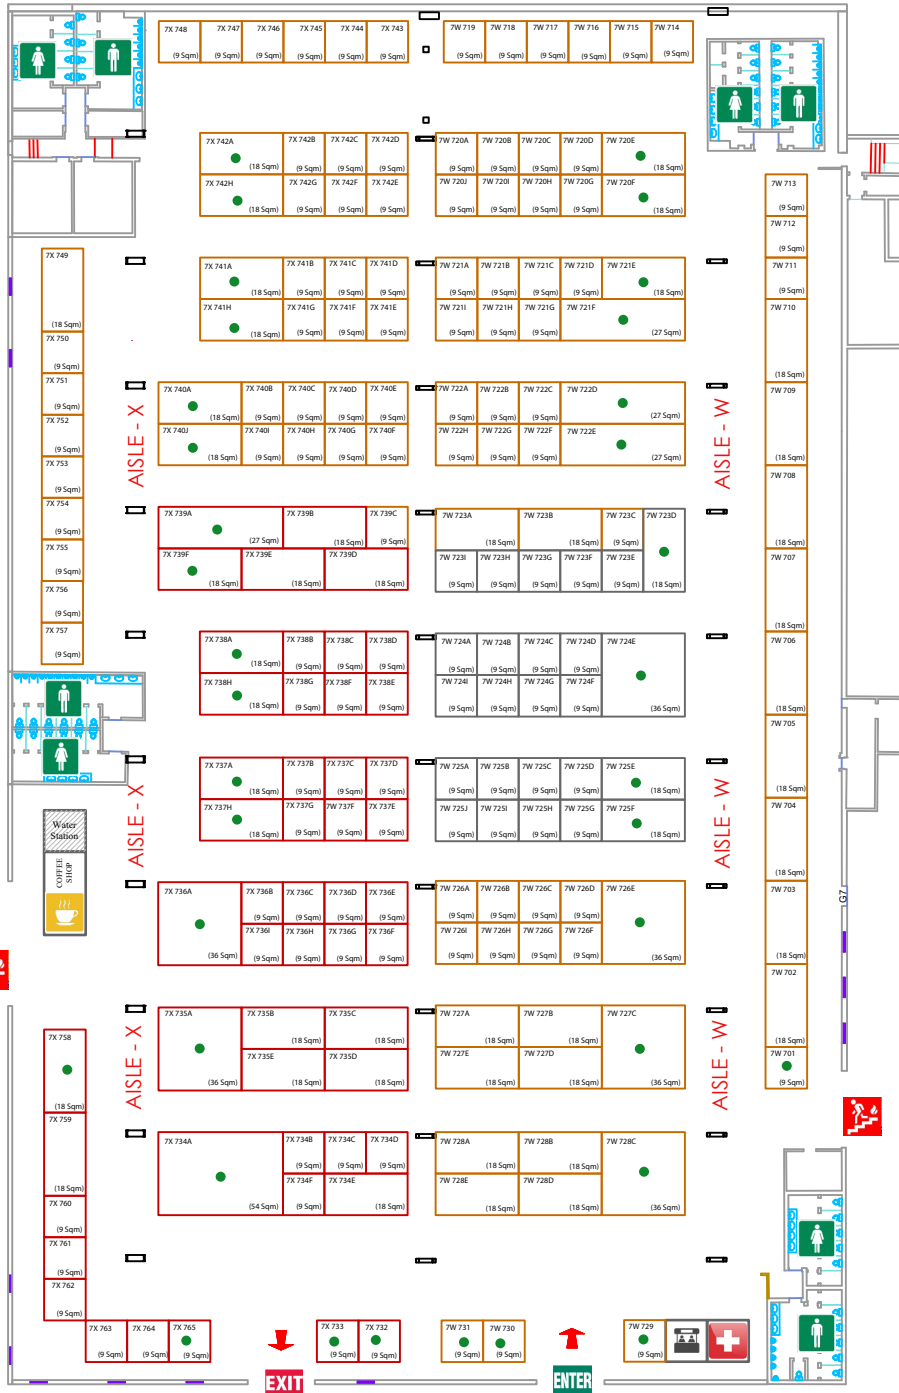 7X 748 7X 747 7X 746 7X 745 7X 744 7X 743 7W 719 7W 718 7W 717 7W 716 7W 715 7W 714
(9 Sqm) (9 Sqm) (9 Sqm) (9 Sqm) (9 Sqm) (9 Sqm) (9 Sqm) (9 Sqm) (9 Sqm) (9 Sqm) (9 Sqm) (9 Sqm)
7X 742A 7X 742B 7X 742C 7X 742D 7W 720A 7W 720B 7W 720C 7W 720D 7W 720E
(18 Sqm) (9 Sqm) (9 Sqm) (9 Sqm) (9 Sqm) (9 Sqm) (9 Sqm) (9 Sqm) (18 Sqm)
7X 742H 7X 742G 7X 742F 7X 742E 7W 720J 7W 720I 7W 720H 7W 720G 7W 720F 7W 713
(18 Sqm) (9 Sqm) (9 Sqm) (9 Sqm) (9 Sqm) (9 Sqm) (9 Sqm) (9 Sqm) (18 Sqm) (9 Sqm)
7W 712
(9 Sqm)
7X 749 7X 741A 7X 741B 7X 741C 7X 741D 7W 721A 7W 721B 7W 721C 7W 721D 7W 721E 7W 711
(18 Sqm) (9 Sqm) (9 Sqm) (9 Sqm) (9 Sqm) (9 Sqm) (9 Sqm) (9 Sqm) (18 Sqm) (9 Sqm)
7X 741H 7X 741G 7X 741F 7X 741E 7W 721I 7W 721H 7W 721G 7W 721F 7W 710
(18 Sqm) (18 Sqm) (9 Sqm) (9 Sqm) (9 Sqm) (9 Sqm) (9 Sqm) (9 Sqm) (27 Sqm)
7X 750
(9 Sqm) (18 Sqm)
7X 751 7X 740A 7X 740B 7X 740C 7X 740D 7X 740E 7W 722A 7W 722B 7W 722C 7W 722D 7W 709
(9 Sqm) (18 Sqm) (9 Sqm) (9 Sqm) (9 Sqm) (9 Sqm) (9 Sqm) (9 Sqm) (9 Sqm) (27 Sqm)
7X 752 7X 740J 7X 740I 7X 740H 7X 740G 7X 740F 7W 722H 7W 722G 7W 722F 7W 722E
(9 Sqm) (18 Sqm) (9 Sqm) (9 Sqm) (9 Sqm) (9 Sqm) (9 Sqm) (9 Sqm) (9 Sqm) (27 Sqm) (18 Sqm)
AISLE - X AISLE - W
7X 753
(9 Sqm)
7W 708
7X 754 7X 739A 7X 739B 7X 739C 7W 723A 7W 723B 7W 723C 7W 723D
(9 Sqm) (27 Sqm) (18 Sqm) (9 Sqm) (18 Sqm) (18 Sqm) (9 Sqm) (18 Sqm)
7X 755 7X 739F 7X 739E 7X 739D 7W 723I 7W 723H 7W 723G 7W 723F 7W 723E 7W 707
(9 Sqm) (18 Sqm) (18 Sqm) (18 Sqm) (9 Sqm) (9 Sqm) (9 Sqm) (9 Sqm) (9 Sqm) (18 Sqm)
7X 756
(9 Sqm) (18 Sqm)
7X 757 7X 738A 7X 738B 7X 738C 7X 738D 7W 724A 7W 724B 7W 724C 7W 724D 7W 724E 7W 706
(9 Sqm) (18 Sqm) (9 Sqm) (9 Sqm) (9 Sqm) (9 Sqm) (9 Sqm) (9 Sqm) (9 Sqm)
7X 738H 7X 738G 7X 738F 7X 738E 7W 724I 7W 724H 7W 724G 7W 724F
(18 Sqm) (9 Sqm) (9 Sqm) (9 Sqm) (9 Sqm) (9 Sqm) (9 Sqm) (9 Sqm) (36 Sqm) (18 Sqm)
7W 705
7X 737A 7X 737B 7X 737C 7X 737D 7W 725A 7W 725B 7W 725C 7W 725D 7W 725E
(18 Sqm) (9 Sqm) (9 Sqm) (9 Sqm) (9 Sqm) (9 Sqm) (9 Sqm) (9 Sqm) (18 Sqm) (18 Sqm)
7X 737H 7X 737G 7W 737F 7X 737E 7W 725J 7W 725I 7W 725H 7W 725G 7W 725F 7W 704
(18 Sqm) (9 Sqm) (9 Sqm) (9 Sqm) (9 Sqm) (9 Sqm) (9 Sqm) (9 Sqm) (18 Sqm)
Water
Station
COFFEE
SHOP
AISLE - X AISLE - W
(18 Sqm)
7X 736A 7X 736B 7X 736C 7X 736D 7X 736E 7W 726A 7W 726B 7W 726C 7W 726D 7W 726E 7W 703
G7
(9 Sqm) (9 Sqm) (9 Sqm) (9 Sqm) (9 Sqm) (9 Sqm) (9 Sqm) (9 Sqm)
7X 736I 7X 736H 7X 736G 7X 736F 7W 726I 7W 726H 7W 726G 7W 726F
(36 Sqm) (9 Sqm) (9 Sqm) (9 Sqm) (9 Sqm) (9 Sqm) (9 Sqm) (9 Sqm) (9 Sqm) (36 Sqm) (18 Sqm)
7W 702
7X 735A 7X 735B 7X 735C 7W 727A 7W 727B 7W 727C
(18 Sqm) (18 Sqm) (18 Sqm) (18 Sqm) (18 Sqm)
7X 758 7X 735E 7X 735D 7W 727E 7W 727D 7W 701
(36 Sqm) (18 Sqm) (18 Sqm) (18 Sqm) (18 Sqm) (36 Sqm) (9 Sqm)
AISLE - X AISLE - W
(18 Sqm)
7X 759 7X 734A 7X 734B 7X 734C 7X 734D 7W 728A 7W 728B 7W 728C
(9 Sqm) (9 Sqm) (9 Sqm) (18 Sqm) (18 Sqm)
7X 734F 7X 734E 7W 728E 7W 728D
(18 Sqm) (54 Sqm) (9 Sqm) (18 Sqm) (18 Sqm) (18 Sqm) (36 Sqm)
7X 760
(9 Sqm)
7X 761
(9 Sqm)
7X 762
(9 Sqm)
7X 763 7X 764 7X 765 7X 733 7X 732 7W 731 7W 730 7W 729
(9 Sqm) (9 Sqm) (9 Sqm) (9 Sqm) (9 Sqm) (9 Sqm) (9 Sqm) (9 Sqm)
EXIT ENTER